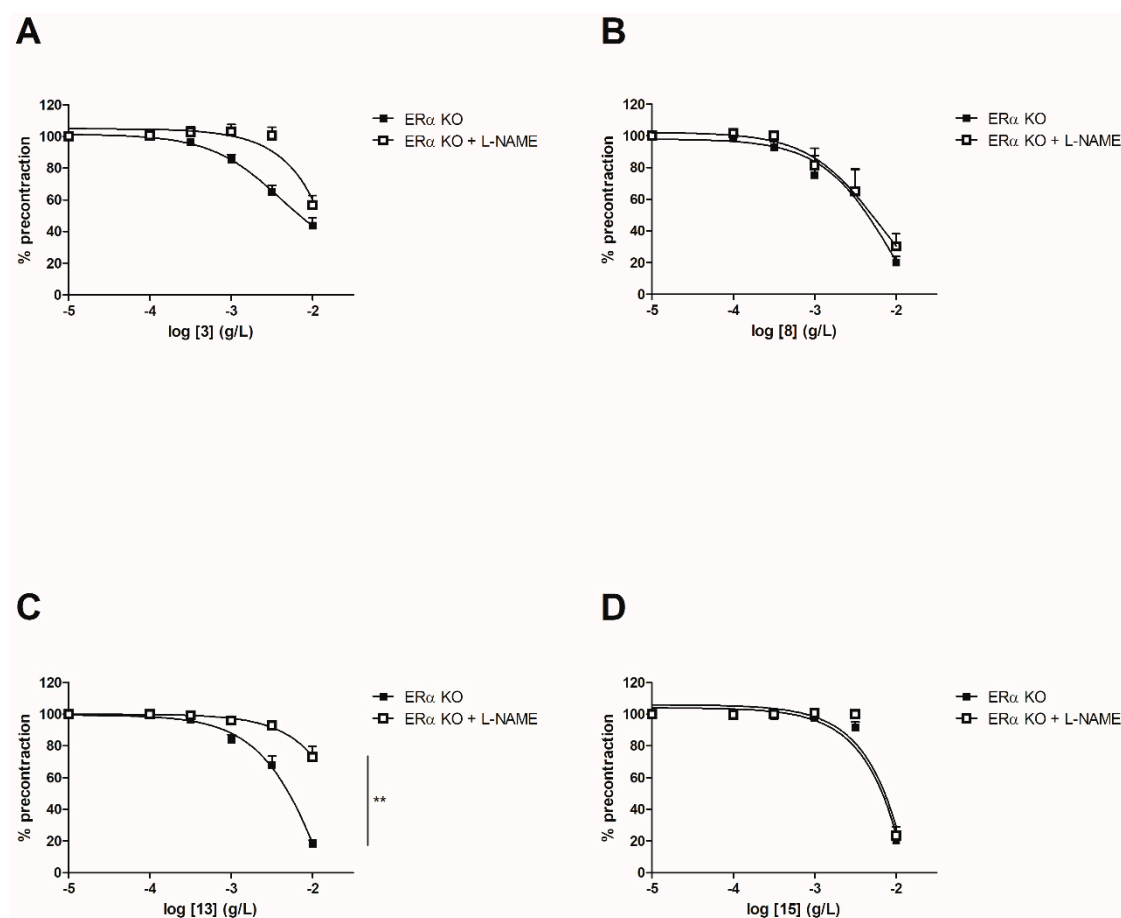 A
120
100
80
60
40
20
0
% precontraction
-5 -4 -3 -2
log [3] (g/L)
ERα KO
ERα KO + L-NAME
B
120
100
80
60
40
20
0
% precontraction
-5 -4 -3 -2
log [8] (g/L)
ERα KO
ERα KO + L-NAME
C
120
100
80
60
40
20
0
% precontraction
-5 -4 -3 -2
log [13] (g/L)
ERα KO
ERα KO + L-NAME
**
D
120
100
80
60
40
20
0
% precontraction
-5 -4 -3 -2
log [15] (g/L)
ERα KO
ERα KO + L-NAME